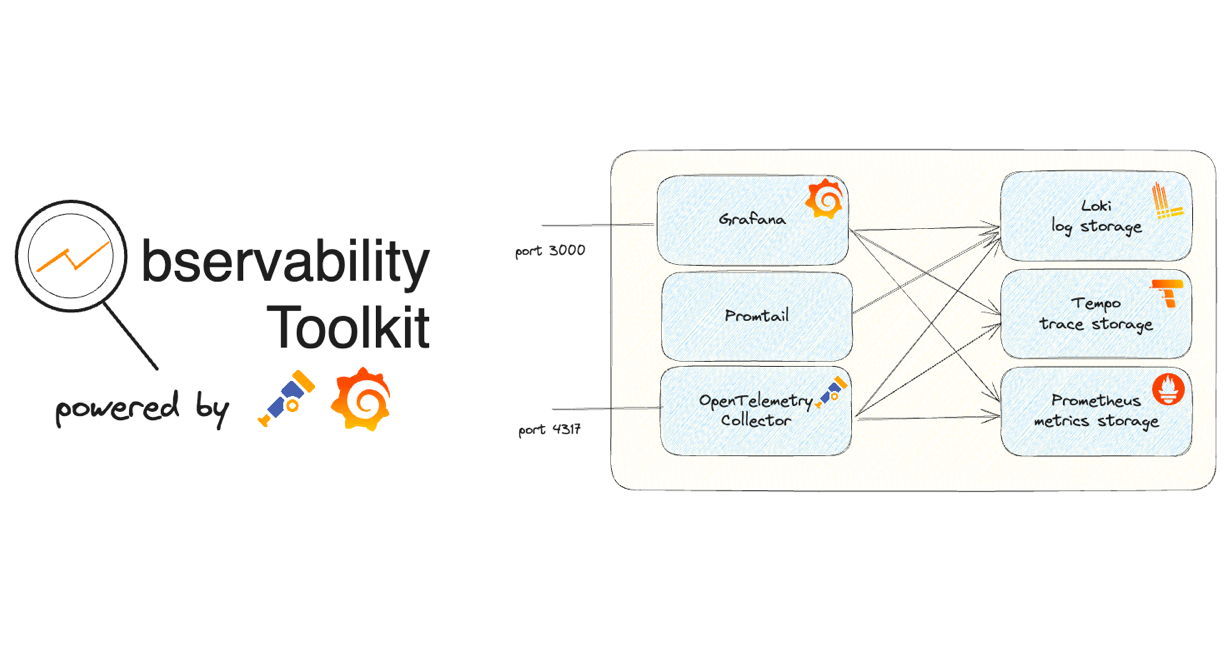 bservability
Toolkit
powered by
port 3000
port 4317
Grafana
Promtail
OpenTelemetry
Collector
Loki
log storage
Tempo
trace storage
Prometheus
metrics storage